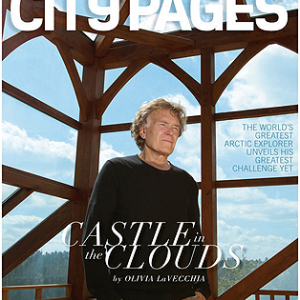 CITY PAGES
THE WORLD'S
GREATEST
ARCTIC EXPLORER
UNVEILS HIS
GREATEST
CHALLENGE YET
CASTLE in
the CLOUDS
by OLIVIA LaVECCHIA